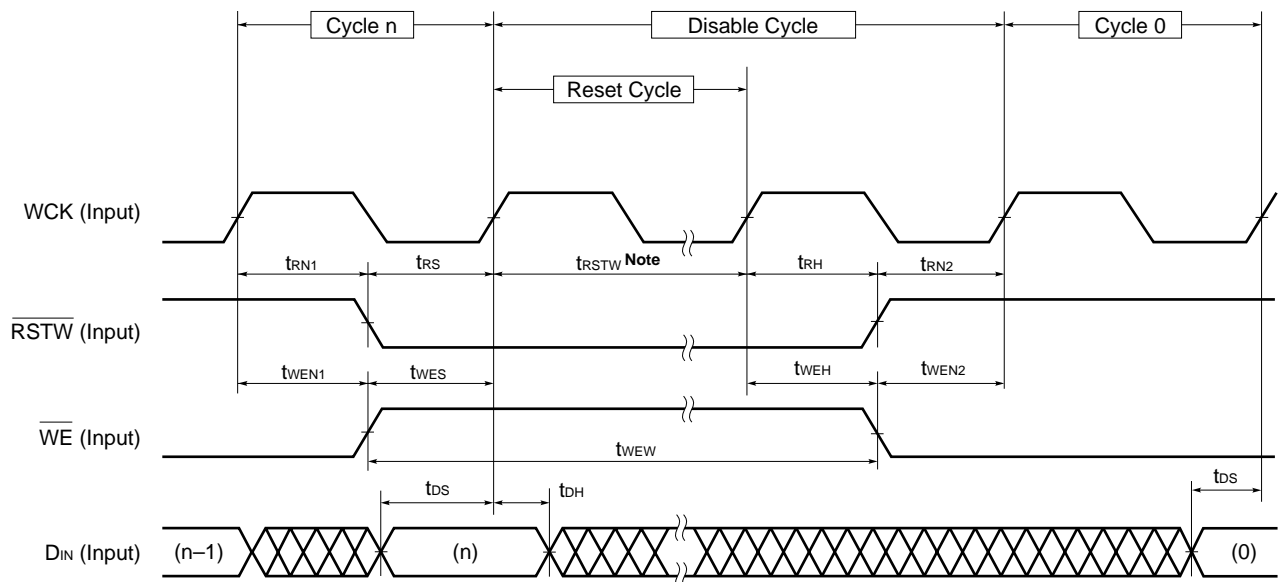 Cycle n Disable Cycle Cycle 0
Reset Cycle
WCK (Input)
tRN1 tRS tRSTW Note tRH tRN2
RSTW (Input)
tWEN1 tWES tWEH tWEN2
WE (Input)
tWEW
tDS tDH tDS
DIN (Input) (n–1) (n) (0)